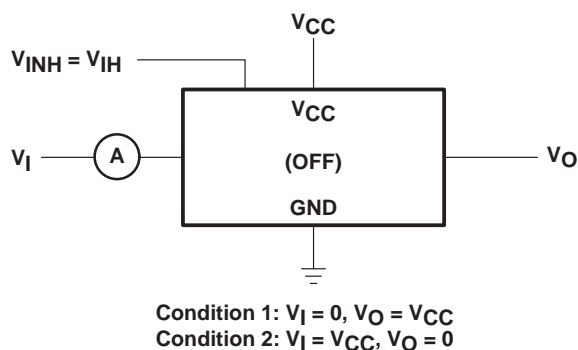 VCC
VINH = VIH
VCC
VI
A
(OFF)
VO
GND
Condition 1: VI = 0, VO = VCC
Condition 2: VI = VCC, VO = 0